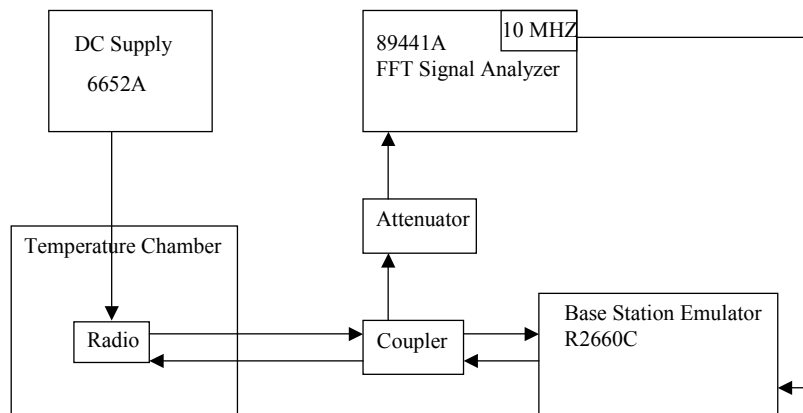 DC Supply
6652A
89441A
FFT Signal Analyzer
10 MHZ
Attenuator
Temperature Chamber
Radio
Coupler
Base Station Emulator
R2660C